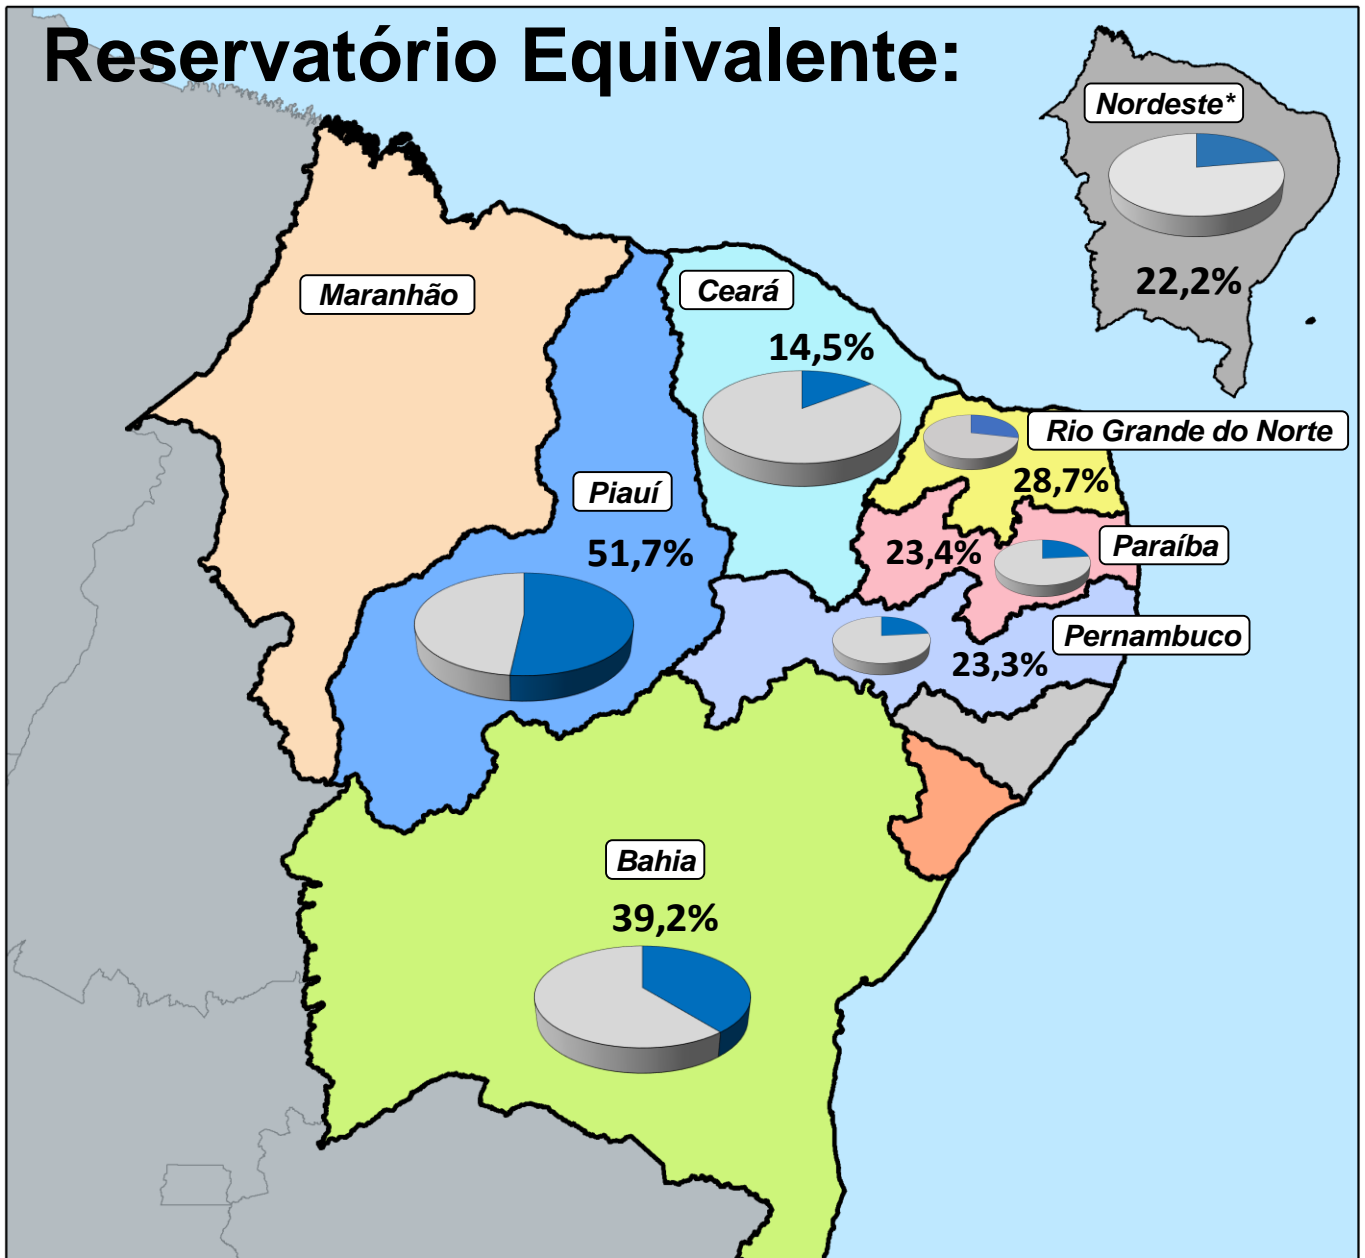 Reservatório Equivalente:
Nordeste*
22,2%
Maranhão
Ceará
14,5%
Rio Grande do Norte
28,7%
Piauí
51,7%
Paraíba
23,4%
Pernambuco
23,3%
Bahia
39,2%